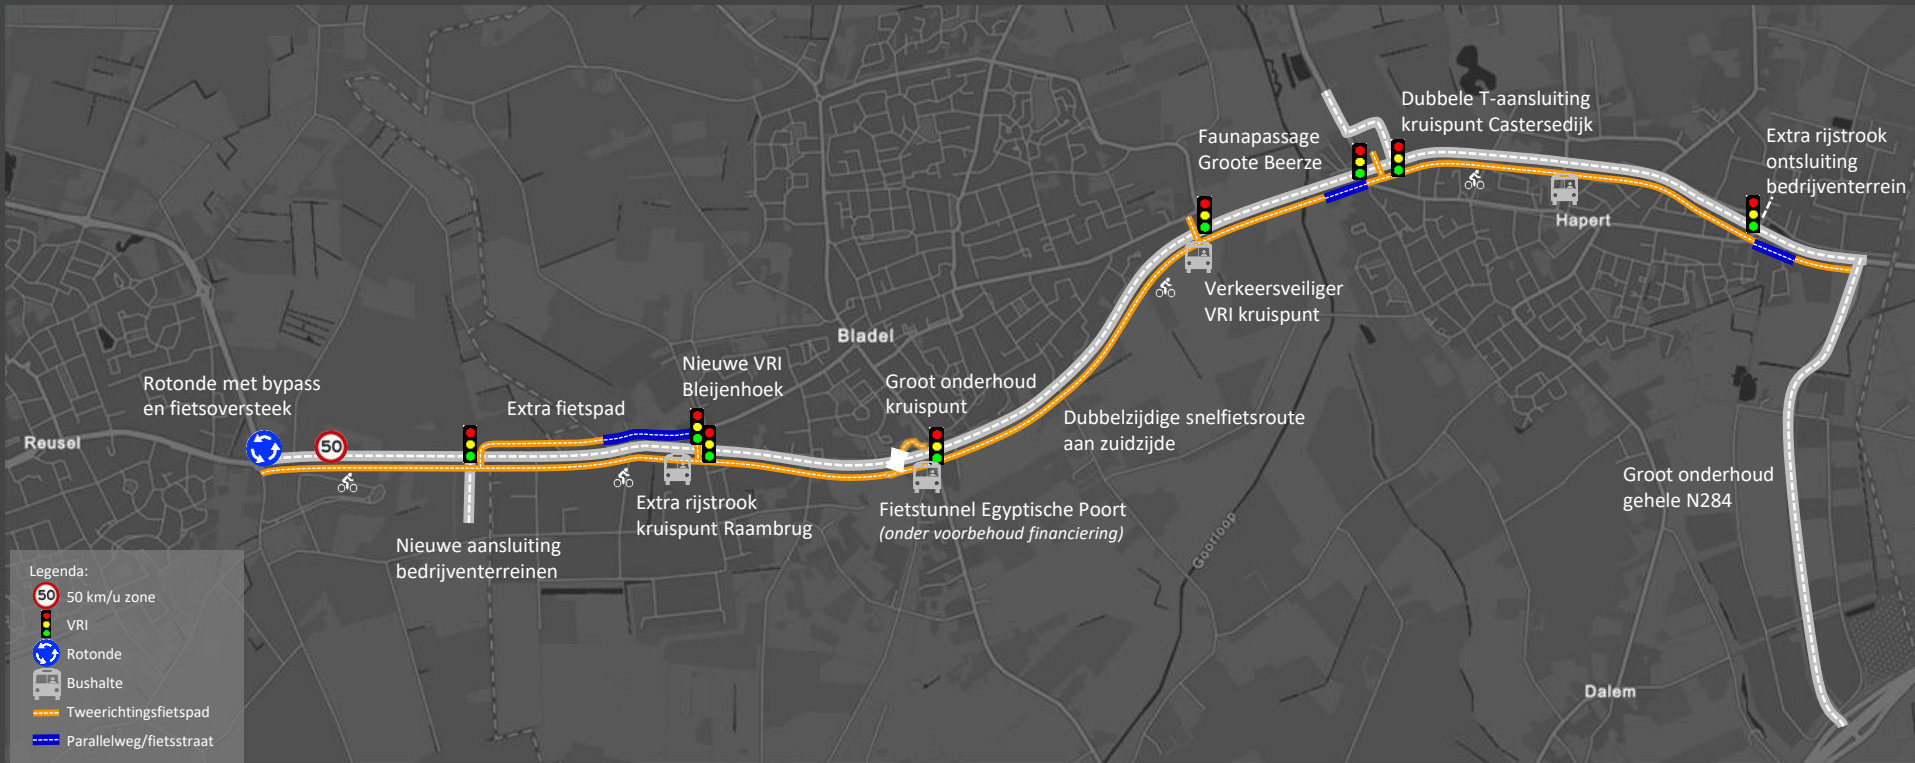 Dubbele T-aansluiting
kruispunt Castersedijk
Faunapassage
Groote Beerze
Extra rijstrook
ontsluiting
bedrijventerrein
Hapert
Verkeersveiliger
VRI kruispunt
Bladel
Nieuwe VRI
Bleijenhoek
Groot onderhoud
kruispunt
Rotonde met bypass
en fietsoversteek
Extra fietspad
Dubbelzijdige snelfietsroute
aan zuidzijde
Reusel
50
Groot onderhoud
gehele N284
Extra rijstrook
kruispunt Raambrug
Fietstunnel Egyptische Poort
(onder voorbehoud financiering)
Goorloop
Nieuwe aansluiting
bedrijventerreinen
Dalem
Legenda:
50 50 km/u zone
VRI
Rotonde
Bushalte
Tweerichtingsfietspad
Parallelweg/fietsstraat